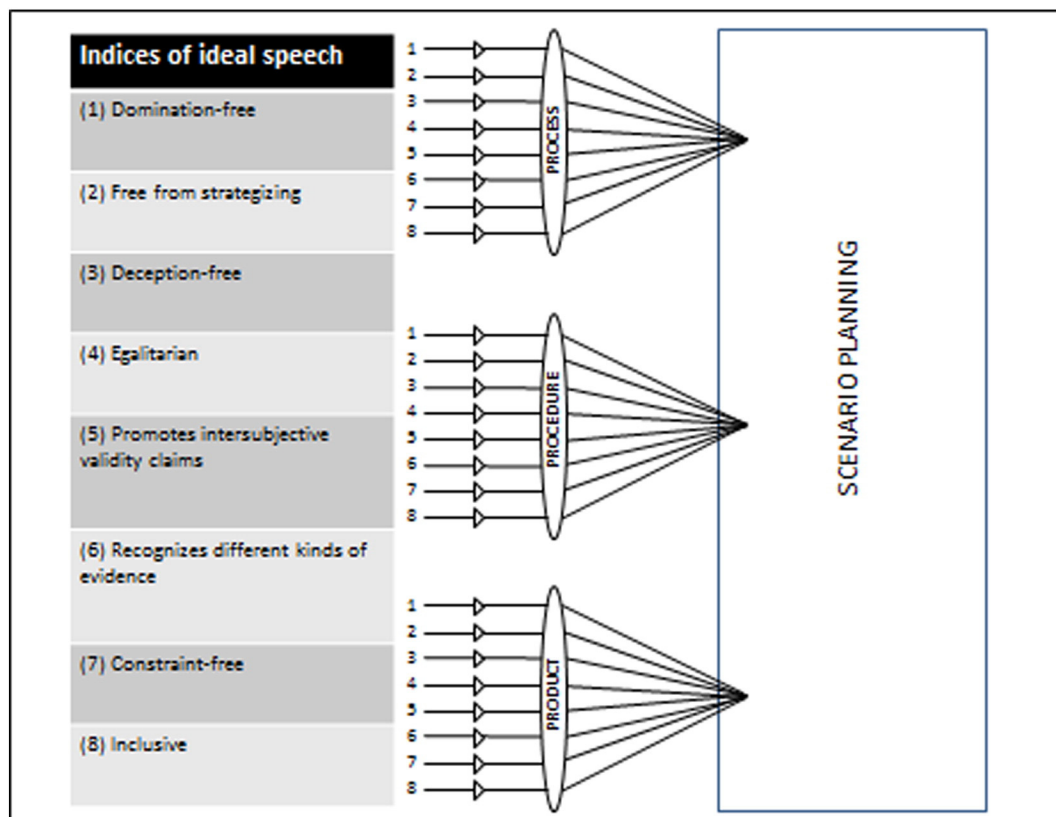 Indices of ideal speech
(1) Domination-free
(2) Free from strategizing
(3) Deception-free
(4) Egalitarian
(5) Promotes intersubjective
validity claims
(6) Recognizes different kinds of
evidence
(7) Constraint-free
(8) Inclusive
1
2
3
4
5
6
7
8
PROCESS
1
2
3
4
5
6
7
8
PROCEDURE
1
2
3
4
5
6
7
8
PRODUCT
SCENARIO PLANNING